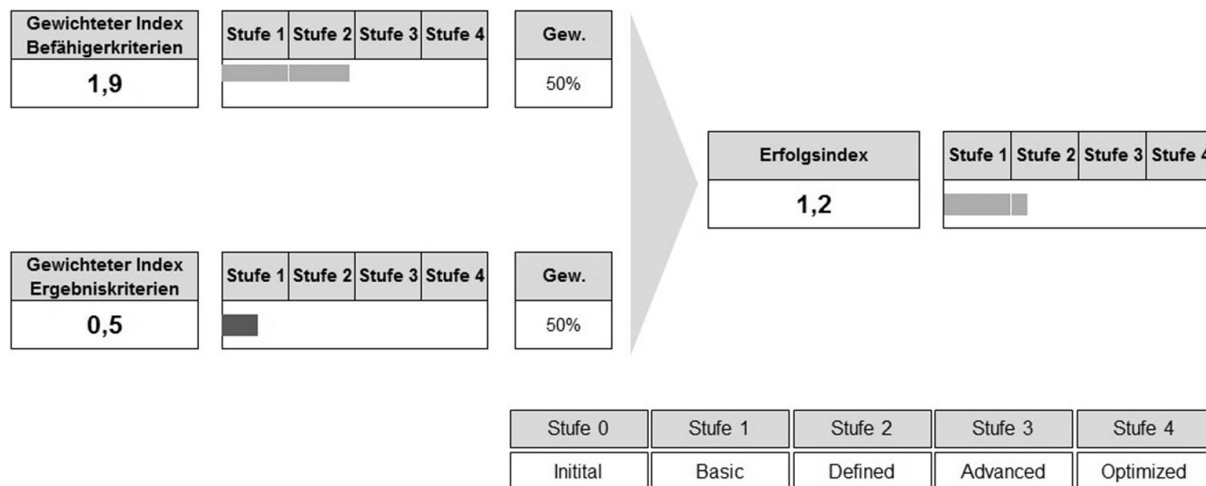 Gewichteter Index
Befähigerkriterien
1,9
Stufe 1 Stufe 2 Stufe 3 Stufe 4
Gew.
50%
Erfolgsindex
1,2
Stufe 1 Stufe 2 Stufe 3 Stufe 4
Gewichteter Index
Ergebniskriterien
0,5
Stufe 1 Stufe 2 Stufe 3 Stufe 4
Gew.
50%
Stufe 0 Stufe 1 Stufe 2 Stufe 3 Stufe 4
Initital Basic Defined Advanced Optimized